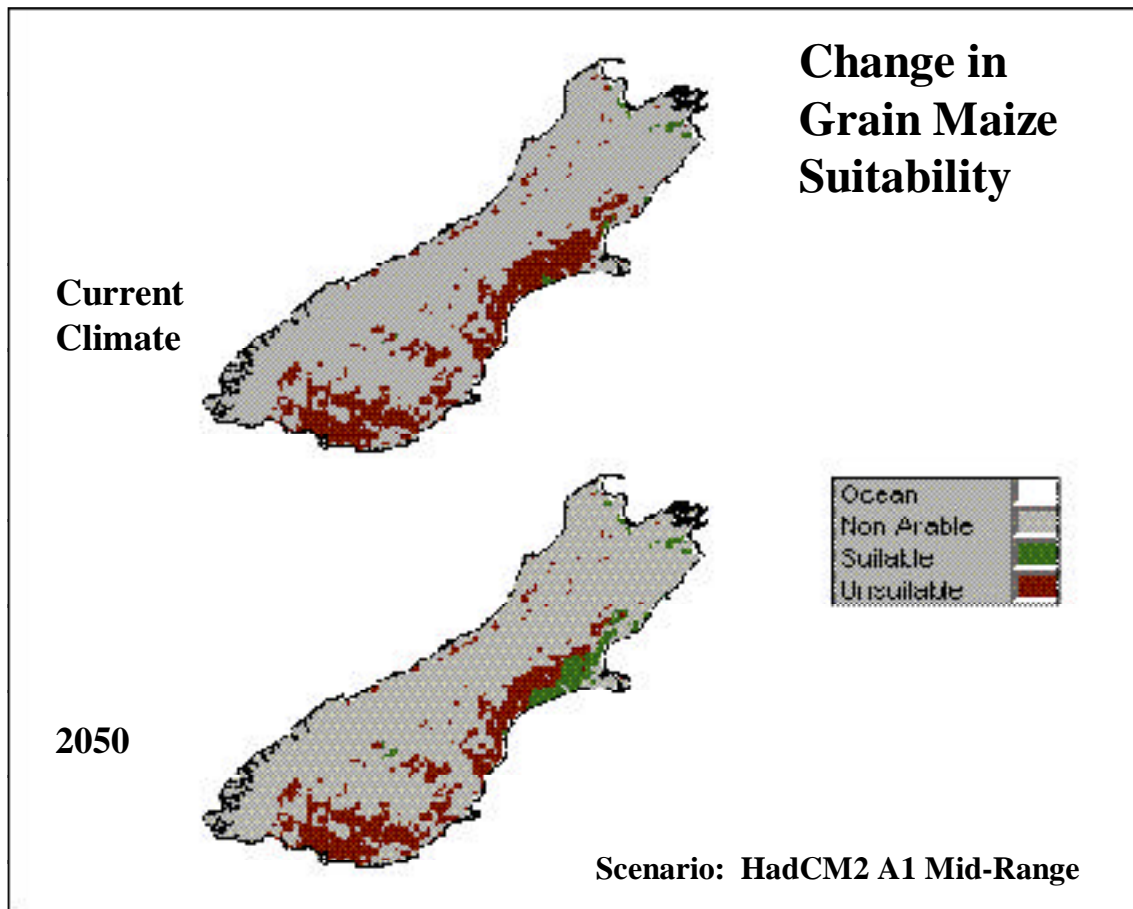 Change in
Grain Maize
Suitability
Current
Climate
Ocean
Non Arable
Suitable
Unsuitable
2050
Scenario: HadCM2 A1 Mid-Range